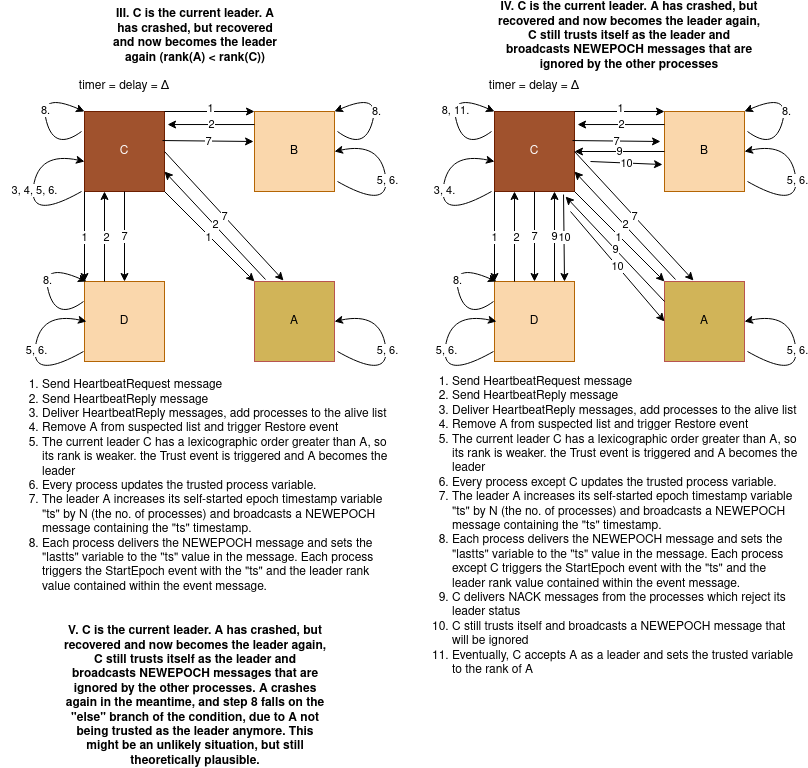 III. C is the current leader. A
has crashed, but recovered
and now becomes the leader
again (rank(A) < rank(C))
timer = delay = Δ
8.
1
2
7
8.
C
B
3, 4, 5, 6.
5, 6.
1
2
7
7
2
1
8.
D
A
5, 6.
5, 6.
1. Send HeartbeatRequest message
2. Send HeartbeatReply message
3. Deliver HeartbeatReply messages, add processes to the alive list
4. Remove A from suspected list and trigger Restore event
5. The current leader C has a lexicographic order greater than A, so
its rank is weaker. the Trust event is triggered and A becomes the
leader
6. Every process updates the trusted process variable.
7. The leader A increases its self-started epoch timestamp variable
"ts" by N (the no. of processes) and broadcasts a NEWEPOCH
message containing the "ts" timestamp.
8. Each process delivers the NEWEPOCH message and sets the
"lastts" variable to the "ts" value in the message. Each process
triggers the StartEpoch event with the "ts" and the leader rank
value contained within the event message.
IV. C is the current leader. A has crashed, but
recovered and now becomes the leader again,
C still trusts itself as the leader and
broadcasts NEWEPOCH messages that are
ignored by the other processes
timer = delay = Δ
8, 11.
1
2
7
9
10
8.
C
B
3, 4.
5, 6.
1
2
7
9
10
7
2
1
9
10
8.
D
A
5, 6.
5, 6.
1. Send HeartbeatRequest message
2. Send HeartbeatReply message
3. Deliver HeartbeatReply messages, add processes to the alive list
4. Remove A from suspected list and trigger Restore event
5. The current leader C has a lexicographic order greater than A, so
its rank is weaker. the Trust event is triggered and A becomes the
leader
6. Every process except C updates the trusted process variable.
7. The leader A increases its self-started epoch timestamp variable
"ts" by N (the no. of processes) and broadcasts a NEWEPOCH
message containing the "ts" timestamp.
8. Each process delivers the NEWEPOCH message and sets the
"lastts" variable to the "ts" value in the message. Each process
except C triggers the StartEpoch event with the "ts" and the
leader rank value contained within the event message.
9. C delivers NACK messages from the processes which reject its
leader status
10. C still trusts itself and broadcasts a NEWEPOCH message that
will be ignored
11. Eventually, C accepts A as a leader and sets the trusted variable
to the rank of A
V. C is the current leader. A has crashed, but
recovered and now becomes the leader again,
C still trusts itself as the leader and
broadcasts NEWEPOCH messages that are
ignored by the other processes. A crashes
again in the meantime, and step 8 falls on the
"else" branch of the condition, due to A not
being trusted as the leader anymore. This
might be an unlikely situation, but still
theoretically plausible.